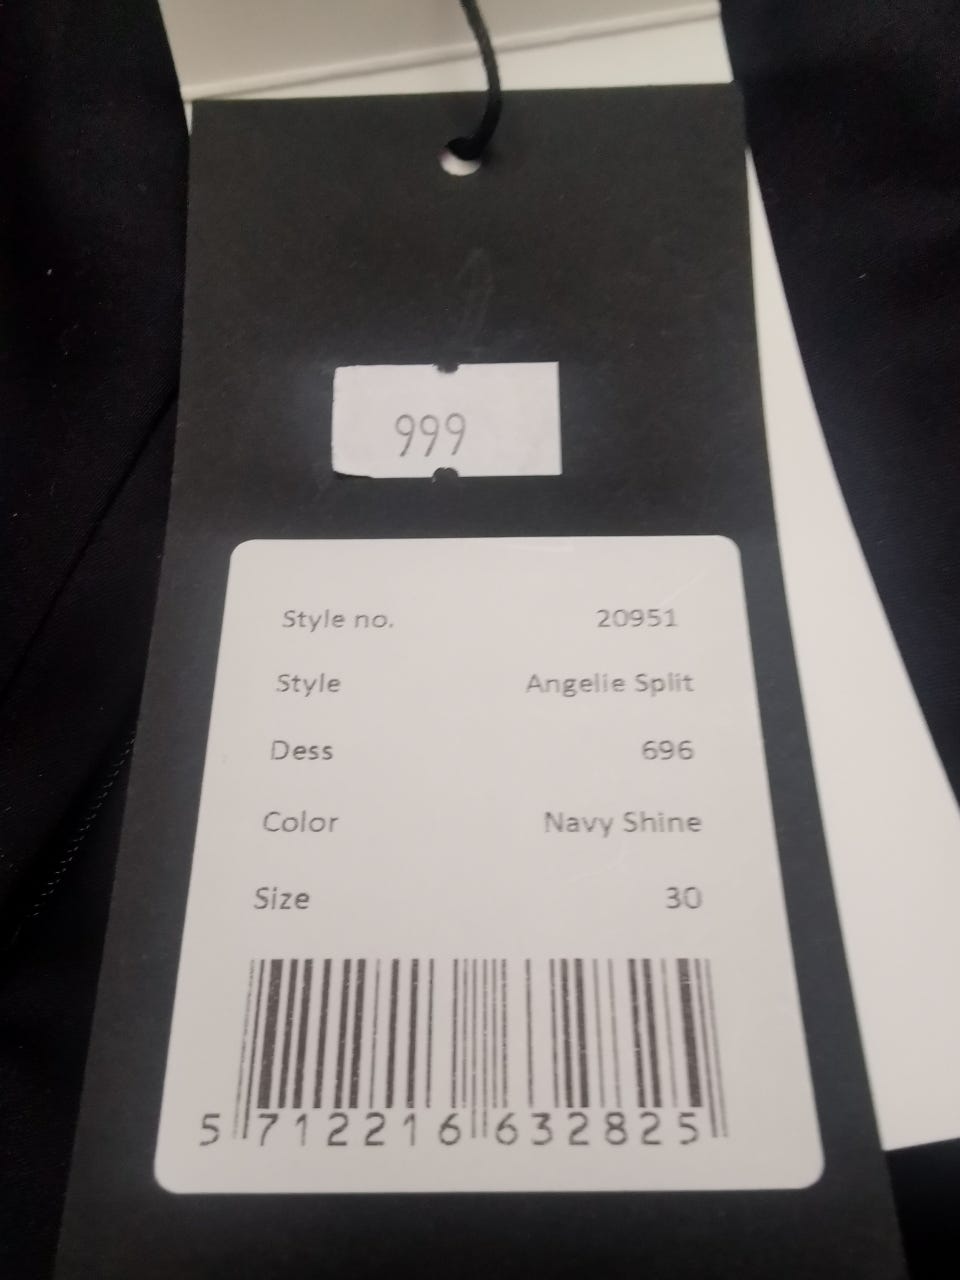 999
Style no. 20951
Style Angelie Split
Dess 696
Color Navy Shine
Size 30
5 712216 632825